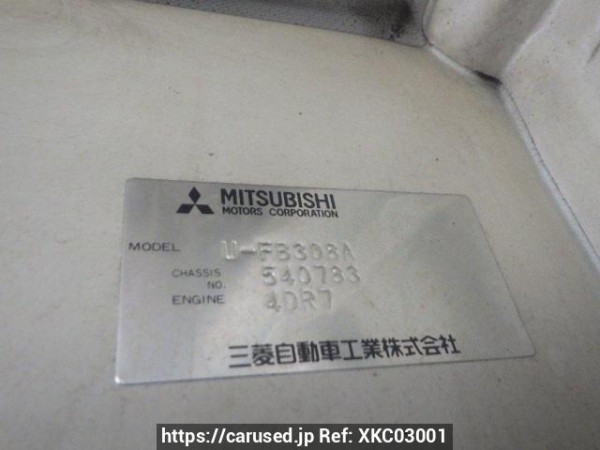 MITSUBISHI
MOTORS CORPORATION
MODEL U-FB308A
CHASSIS NO. 540783
ENGINE 4DR7
三菱自動車工業株式会社
https://carused.jp Ref: XKC03001